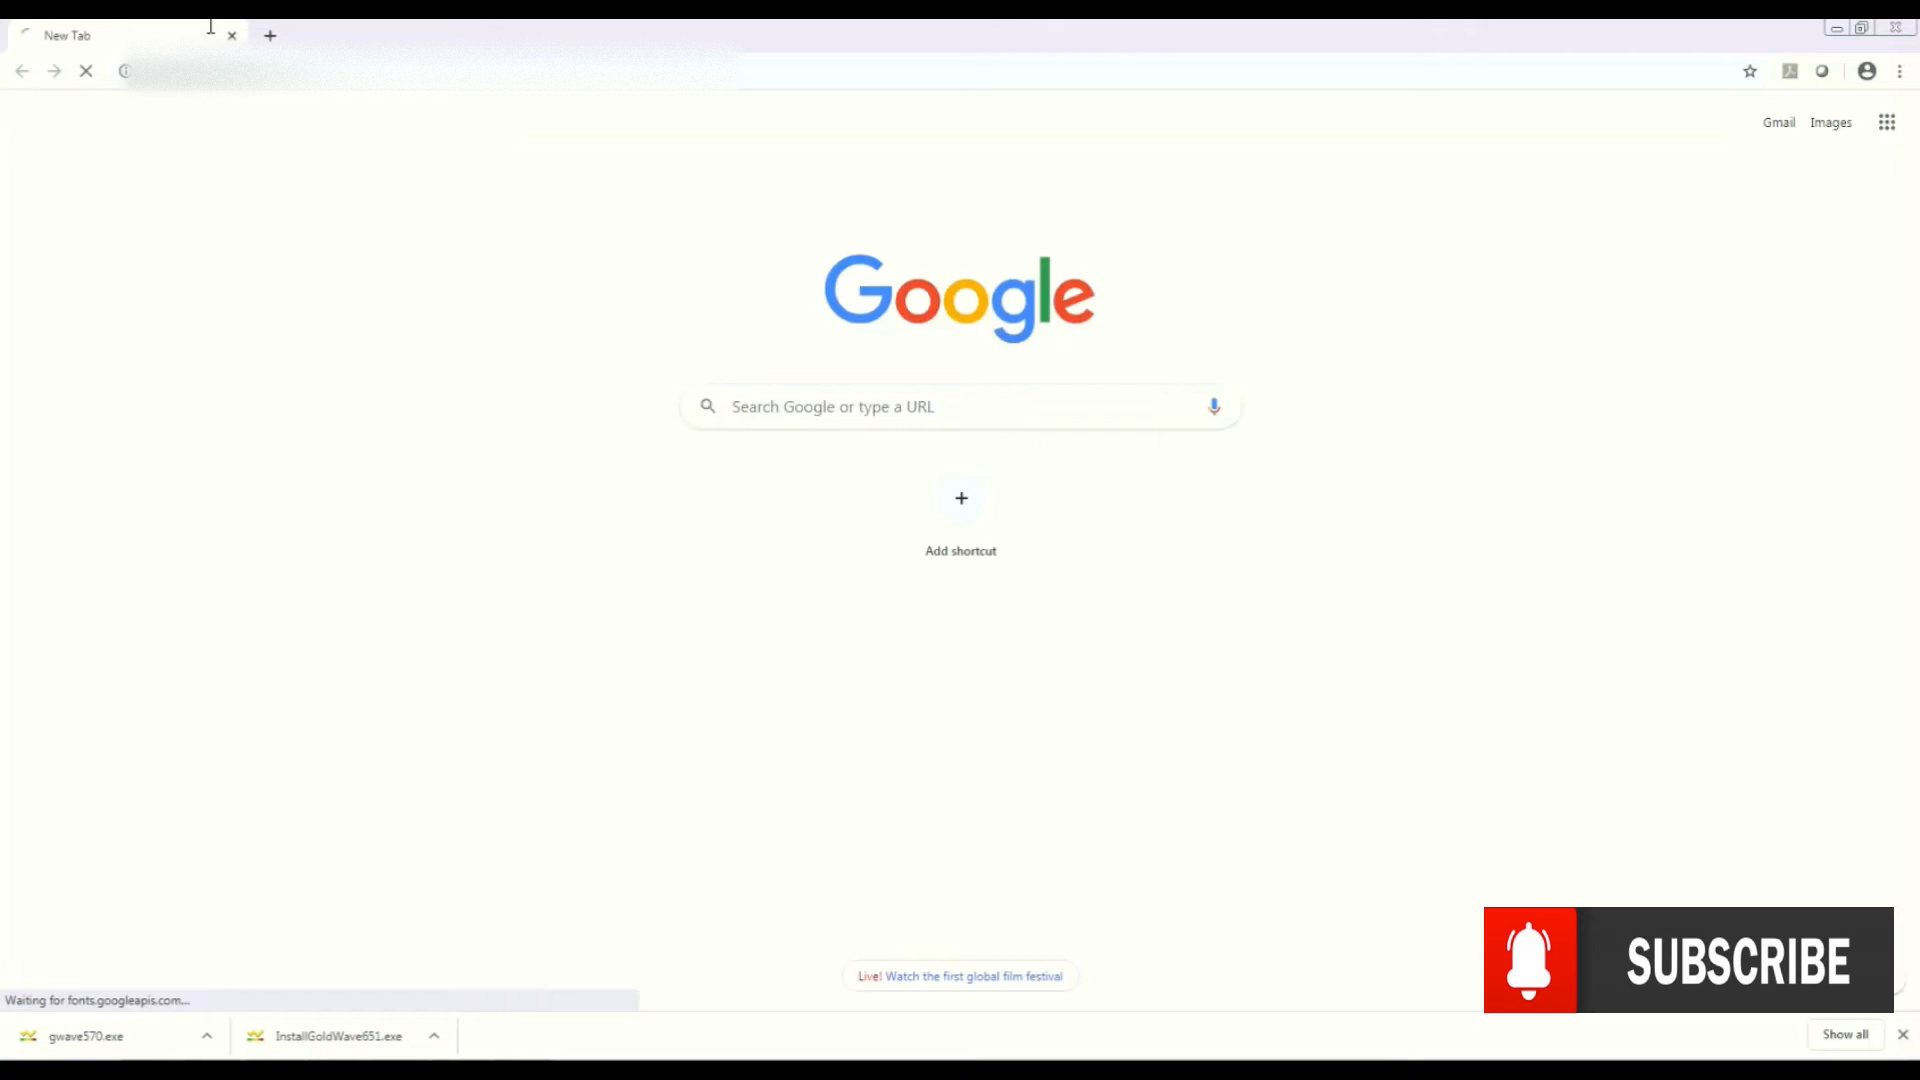 New Tab
Gmail Images
Google
Search Google or type a URL
Add shortcut
Live! Watch the first global film festival
SUBSCRIBE
Waiting for fonts.googleapis.com...
gwave570.exe
InstallGoldWave651.exe
Show all